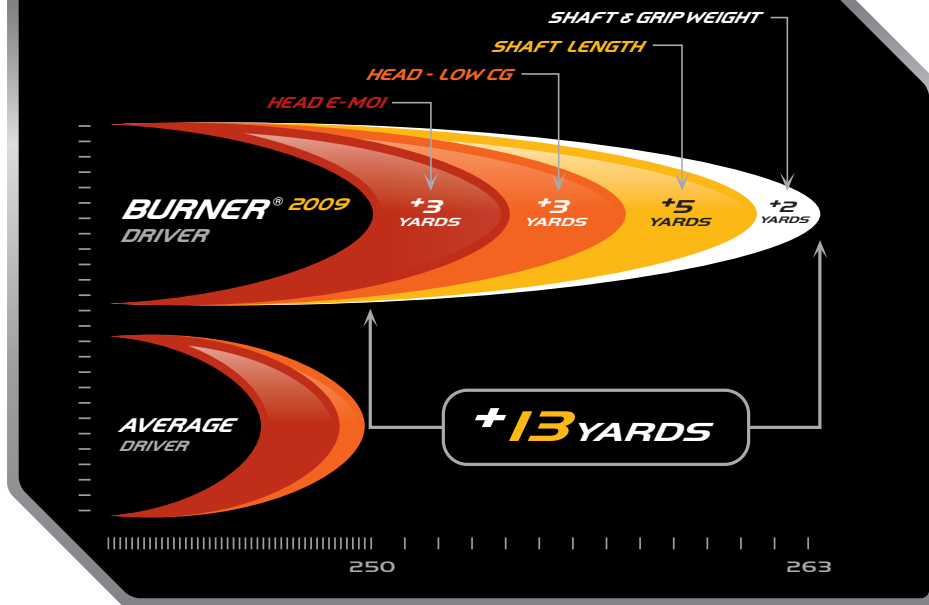 SHAFT & GRIP WEIGHT
SHAFT LENGTH
HEAD - LOW CG
HEAD E-MOI
BURNER® 2009
DRIVER
+3
YARDS
+3
YARDS
+5
YARDS
+2
YARDS
AVERAGE
DRIVER
+13 YARDS
250
263